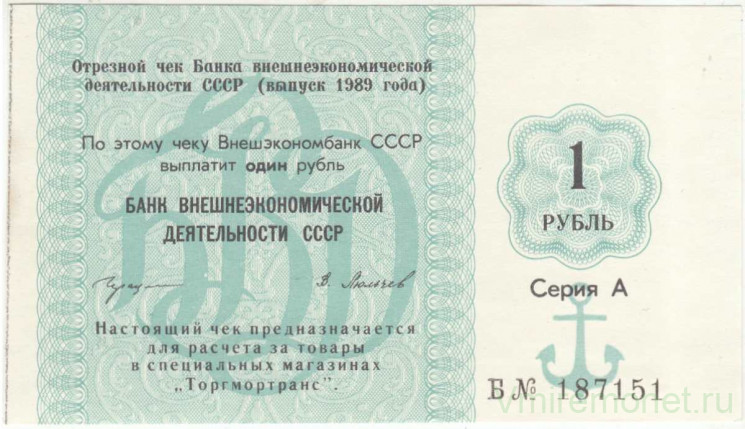 Отрезной чек Банка внешнеэкономической
деятельности СССР (выпуск 1989 года)
По этому чеку Внешэкономбанк СССР
выплатит один рубль
БАНК ВНЕШНЕЭКОНОМИЧЕСКОЙ
ДЕЯТЕЛЬНОСТИ СССР
Настоящий чек предназначается
для расчета за товары
в специальных магазинах
„Торгмортранс".
1
РУБЛЬ
Серия А
Б № 187151
vmiremonet.ru